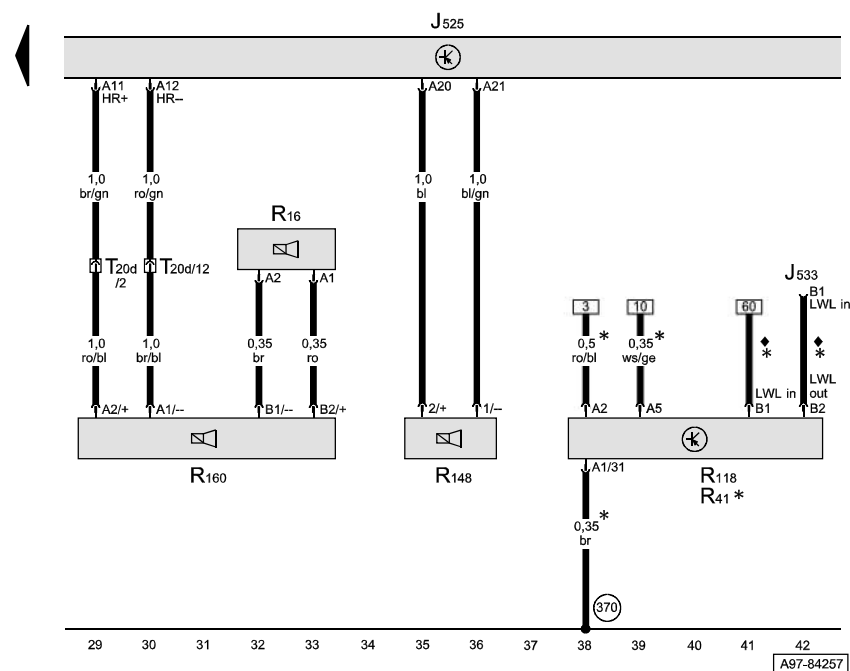 J525
A11
HR+
A12
HR--
A20
A21
1,0
br/gn
1,0
ro/gn
1,0
bl
1,0
bl/gn
R16
T20d
/2
T20d/12
A2
A1
J533
B1
LWL in
3
10
60
1,0
ro/bl
1,0
br/bl
0,35
br
0,35
ro
0,5 *
ro/bl
0,35 *
ws/ge
♦
*
♦
*
LWL in
LWL
out
A2/+
A1/--
B1/--
B2/+
2/+
1/--
A2
A5
B1
B2
R160
R148
A1/31
R118
R41 *
0,35 *
br
370
29 30 31 32 33 34 35 36 37 38 39 40 41 42
A97-84257